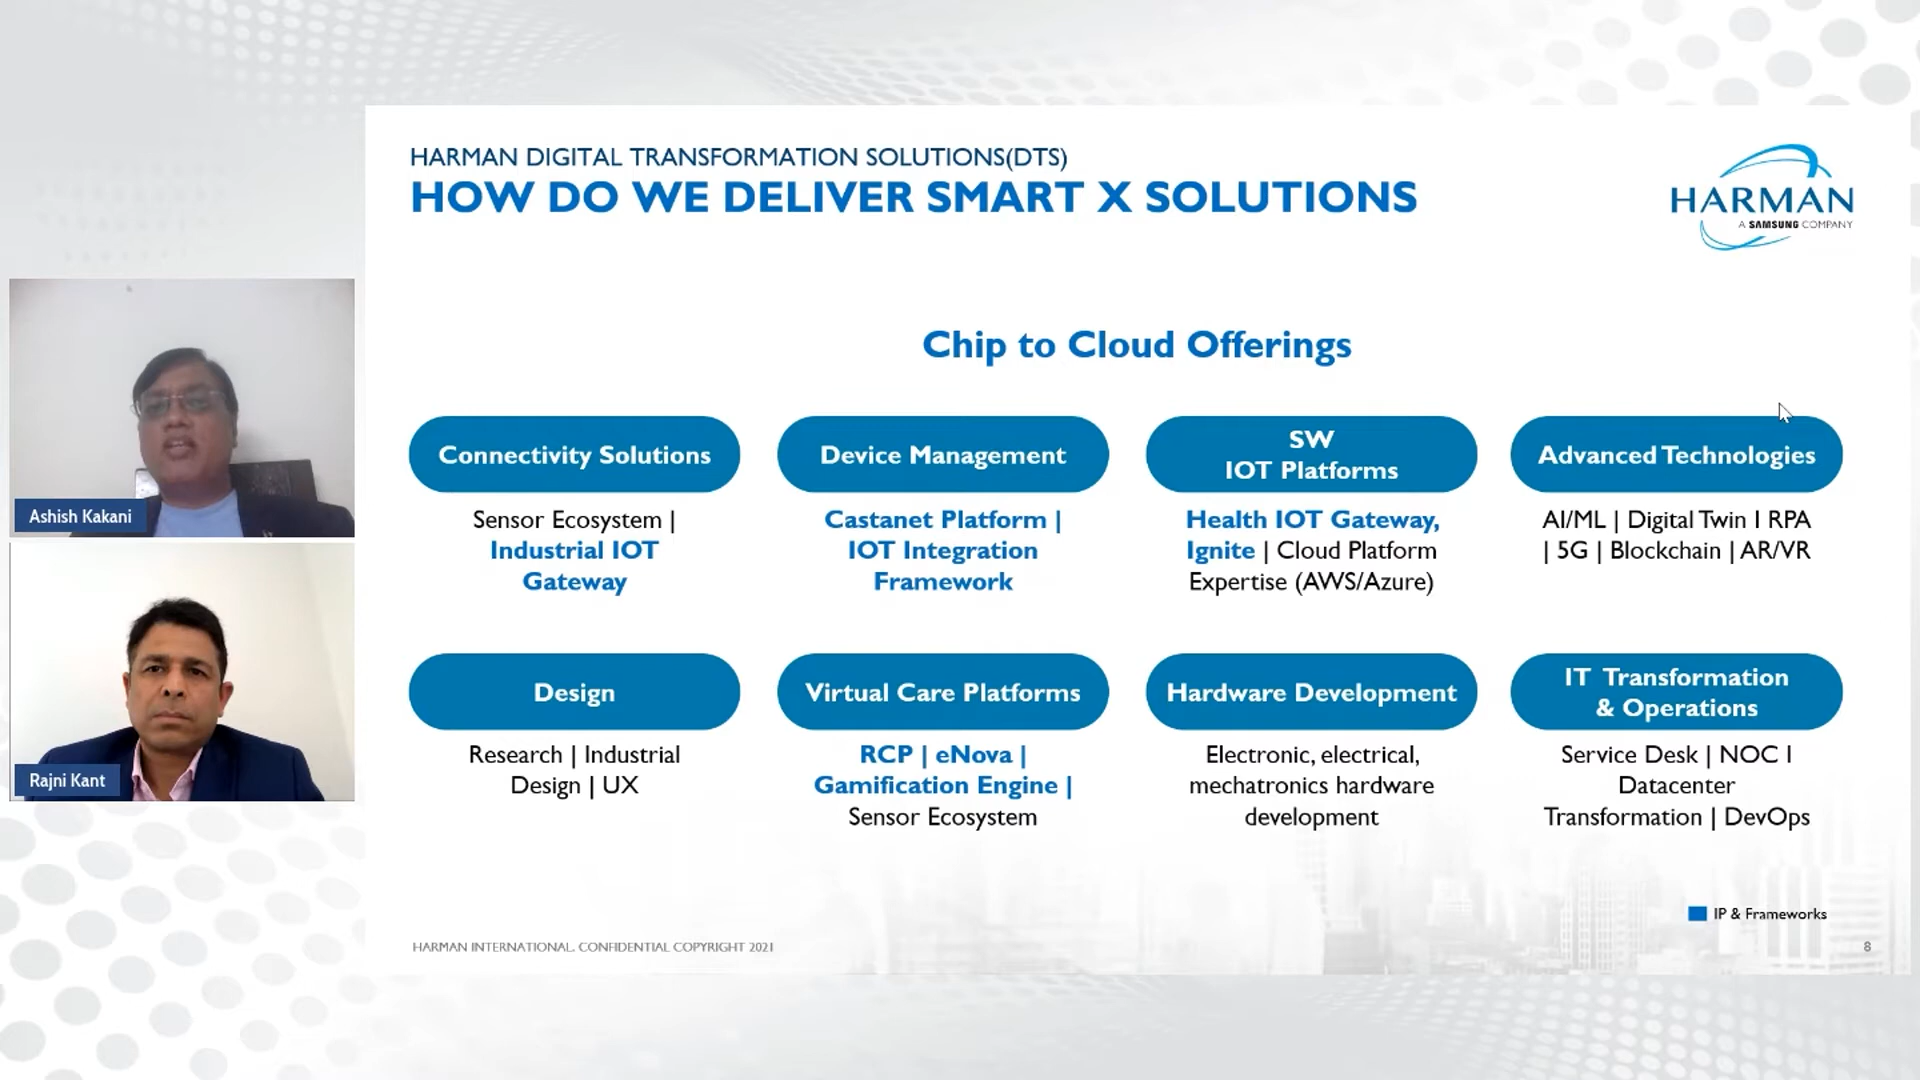 HARMAN DIGITAL TRANSFORMATION SOLUTIONS(DTS)
HOW DO WE DELIVER SMART X SOLUTIONS
HARMAN
A SAMSUNG COMPANY
Chip to Cloud Offerings
Connectivity Solutions
Sensor Ecosystem |
Industrial IOT
Gateway
Device Management
Castanet Platform |
IOT Integration
Framework
SW
IOT Platforms
Health IOT Gateway,
Ignite | Cloud Platform
Expertise (AWS/Azure)
Advanced Technologies
AI/ML | Digital Twin I RPA
| 5G | Blockchain | AR/VR
Design
Research | Industrial
Design | UX
Virtual Care Platforms
RCP | eNova |
Gamification Engine |
Sensor Ecosystem
Hardware Development
Electronic, electrical,
mechatronics hardware
development
IT Transformation
& Operations
Service Desk | NOC I
Datacenter
Transformation | DevOps
IP & Frameworks
HARMAN INTERNATIONAL. CONFIDENTIAL COPYRIGHT 2021
8
Ashish Kakani
Rajni Kant